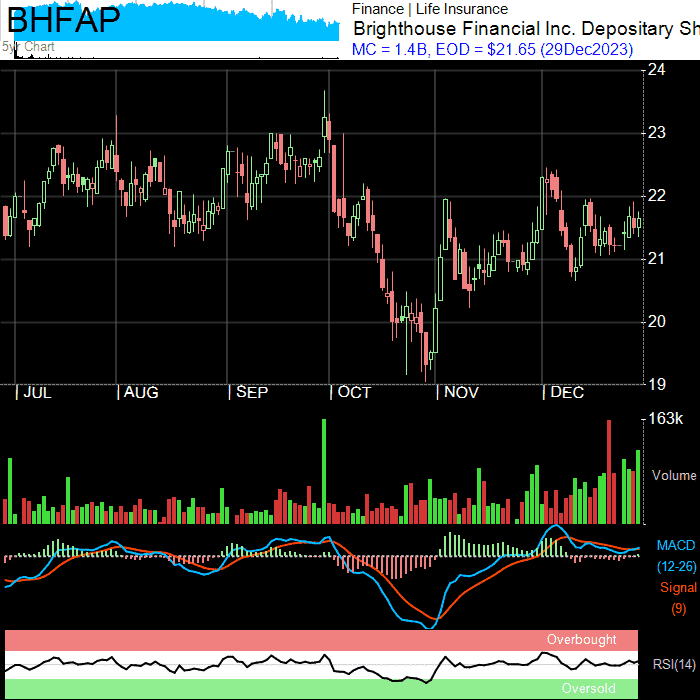 BHFAP
5yr Chart
Finance | Life Insurance
Brighthouse Financial Inc. Depositary Sh
MC = 1.4B, EOD = $21.65 (29Dec2023)
24
23
22
21
20
19
| JUL | AUG | SEP | OCT | NOV | DEC
163k
Volume
MACD
(12-26)
Signal
(9)
Overbought
RSI(14)
Oversold